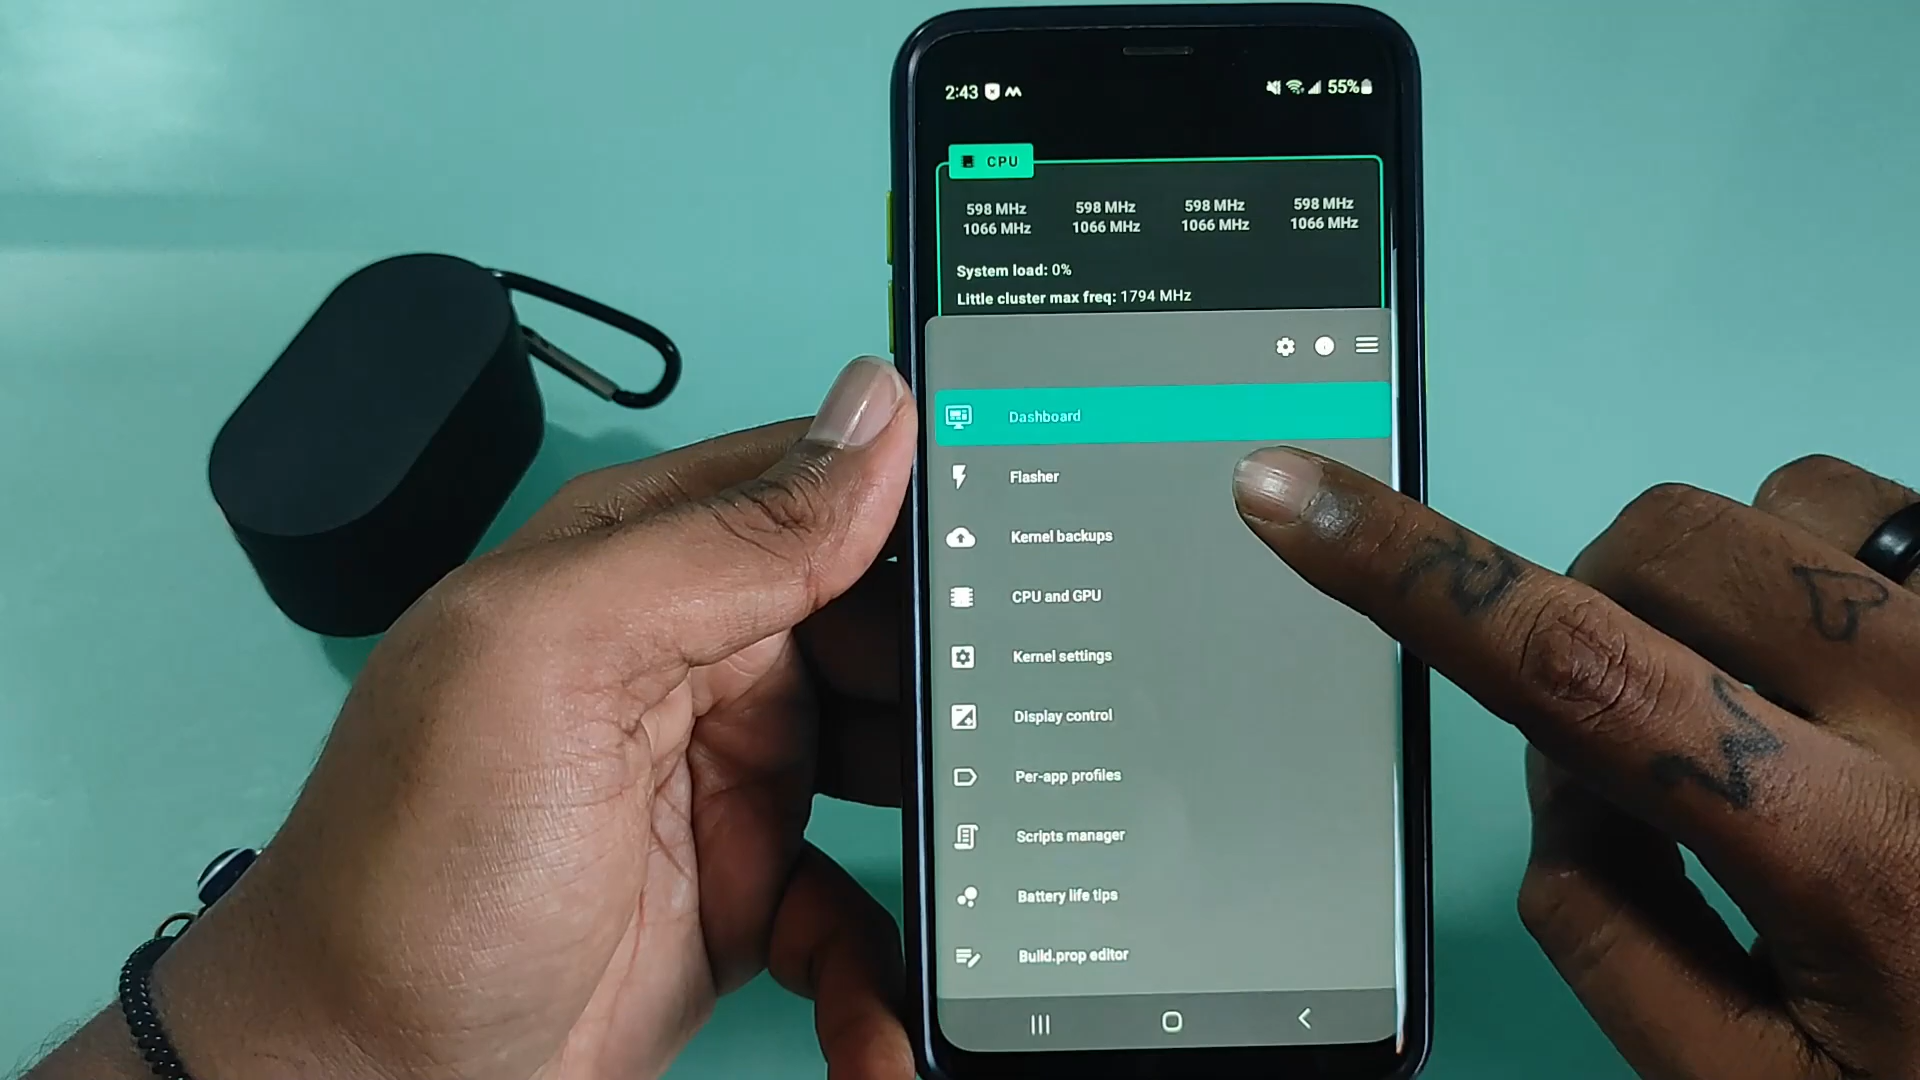 2:43
55%
CPU
598 MHz 598 MHz 598 MHz 598 MHz
1066 MHz 1066 MHz 1066 MHz 1066 MHz
System load: 0%
Little cluster max freq: 1794 MHz
Dashboard
Flasher
Kernel backups
CPU and GPU
Kernel settings
Display control
Per-app profiles
Scripts manager
Battery life tips
Build.prop editor